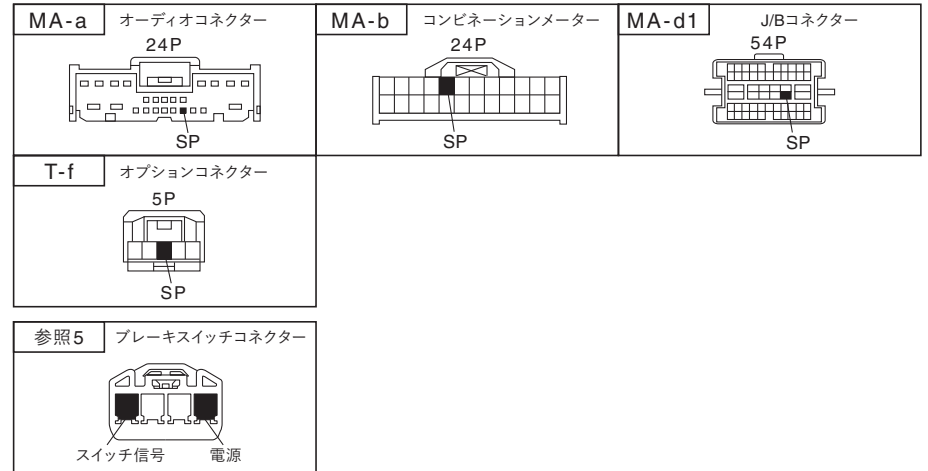 MA-a オーディオコネクター
24P
SP
MA-b コンビネーションメーター
24P
SP
MA-d1 J/Bコネクター
54P
SP
T-f オプションコネクター
5P
SP
参照5 ブレーキスイッチコネクター
スイッチ信号 電源